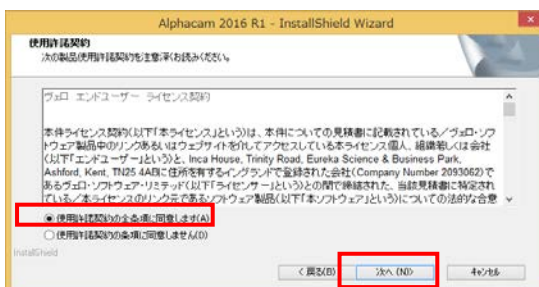 Alphacam 2016 R1 - InstallShield Wizard
使用許諾契約
次の製品使用許諾契約を注意深くお読みください。
ヴェロ エンドユーザー ライセンス契約
本件ライセンス契約(以下「本ライセンス」という)は、本件についての見積書に記載されている/ヴェロ・ソフ
トウェア製品中のリンクあるいはウェブサイトを介してアクセスしている本ライセンス個人、組織若しくは会社
(以下「エンドユーザー」という)と、Inca House, Trinity Road, Eureka Science & Business Park,
Ashford, Kent, TN25 4ABに住所を有するイングランドで登録された会社(Company Number 2093062)で
あるヴェロ・ソフトウェア・リミテッド(以下「ライセンサー」という)との間で締結された、当該見積書に特定され
ている/本ライセンスのリンク元であるソフトウェア製品(以下「本ソフトウェア」という)についての法的な合意
使用許諾契約の全条項に同意します(A)
使用許諾契約の条項に同意しません(D)
InstallShield
< 戻る(B)
次へ (N)>
キャンセル